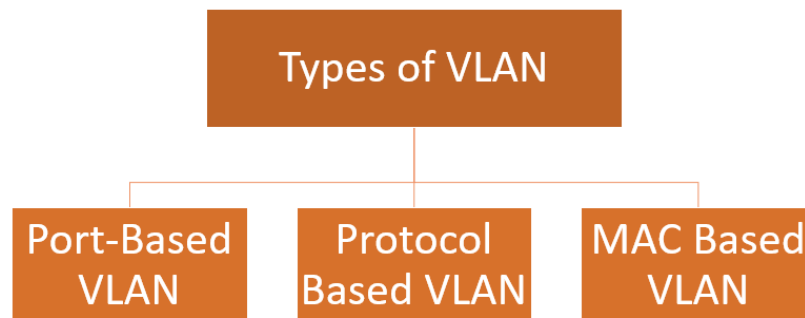 Types of VLAN
Port-Based
VLAN
Protocol
Based VLAN
MAC Based
VLAN